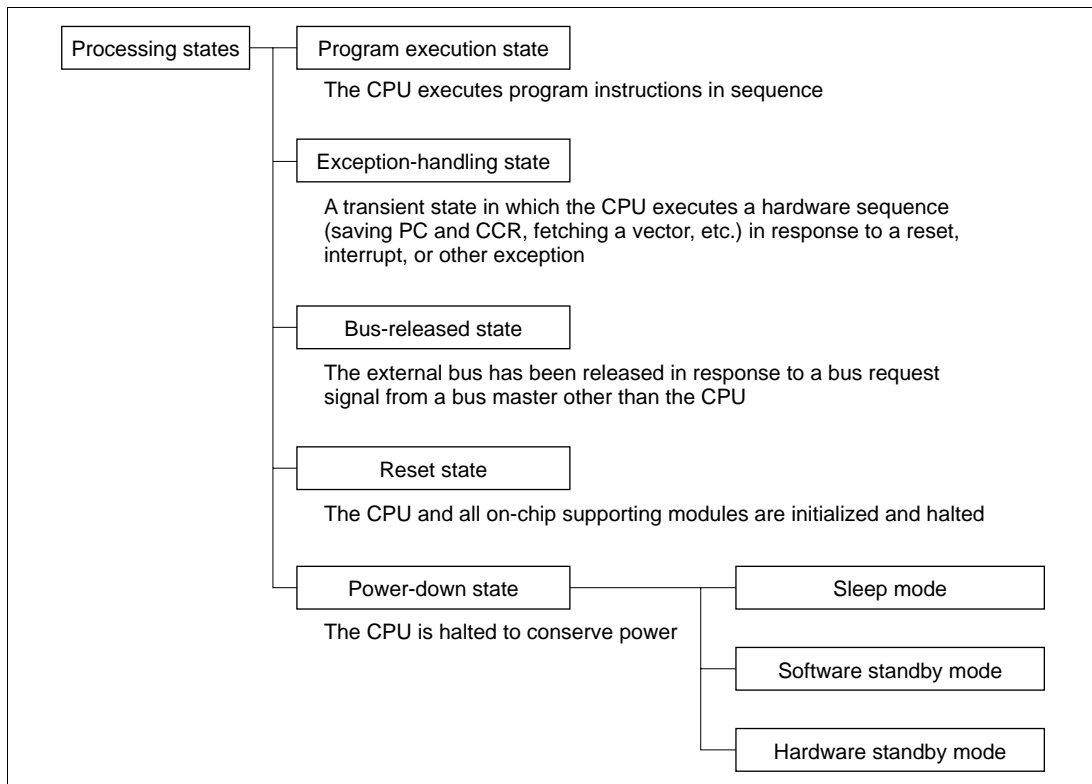 Processing states
Program execution state
The CPU executes program instructions in sequence
Exception-handling state
A transient state in which the CPU executes a hardware sequence
(saving PC and CCR, fetching a vector, etc.) in response to a reset,
interrupt, or other exception
Bus-released state
The external bus has been released in response to a bus request
signal from a bus master other than the CPU
Reset state
The CPU and all on-chip supporting modules are initialized and halted
Power-down state
The CPU is halted to conserve power
Sleep mode
Software standby mode
Hardware standby mode